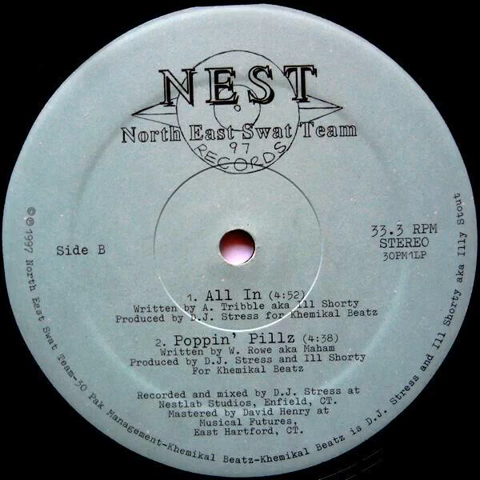 NEST
North East Swat Team
97
RECORDS
Side B
33.3 RPM
STEREO
30PM1LP
1. All In (4:52)
Written by A. Tribble aka Ill Shorty
Produced by D.J. Stress for Khemikal Beatz
2. Poppin' Pillz (4:38)
Written by W. Rowe aka Maham
Produced by D.J. Stress and Ill Shorty
For Khemikal Beatz
Recorded and mixed by D.J. Stress at
Nestlab Studios, Enfield, CT.
Mastered by David Henry at
Musical Futures,
East Hartford, CT.
©℗1997 North East Swat Team-30 Pak Management-Khemikal Beatz-Khemikal Beatz is D.J. Stress and Ill Shorty aka Illy Stout